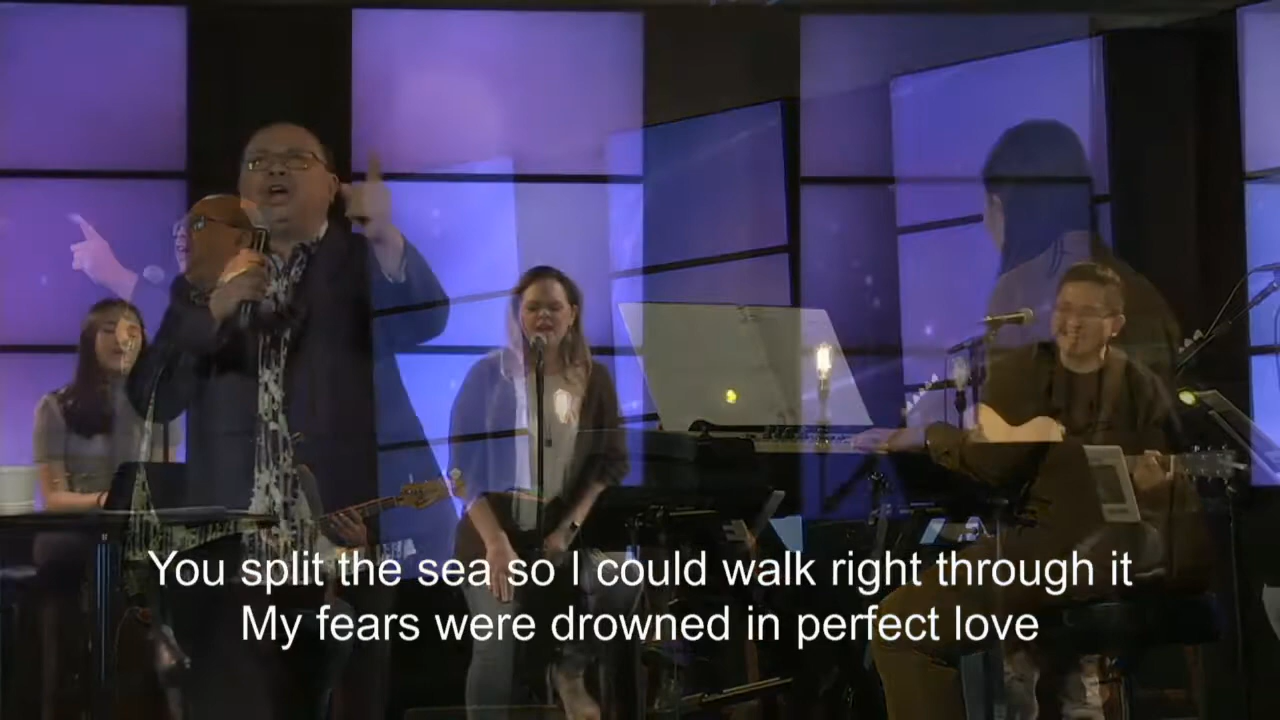 You split the sea so I could walk right through it
My fears were drowned in perfect love